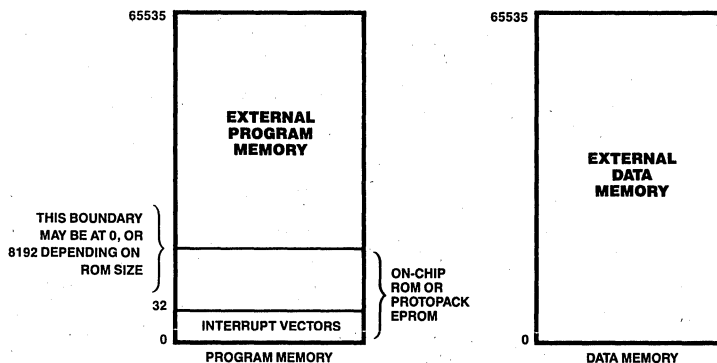 65535
EXTERNAL
PROGRAM
MEMORY
THIS BOUNDARY
MAY BE AT 0, OR
8192 DEPENDING ON
ROM SIZE
32
INTERRUPT VECTORS
0
ON-CHIP
ROM OR
PROTOPACK
EPROM
PROGRAM MEMORY
65535
EXTERNAL
DATA
MEMORY
0
DATA MEMORY